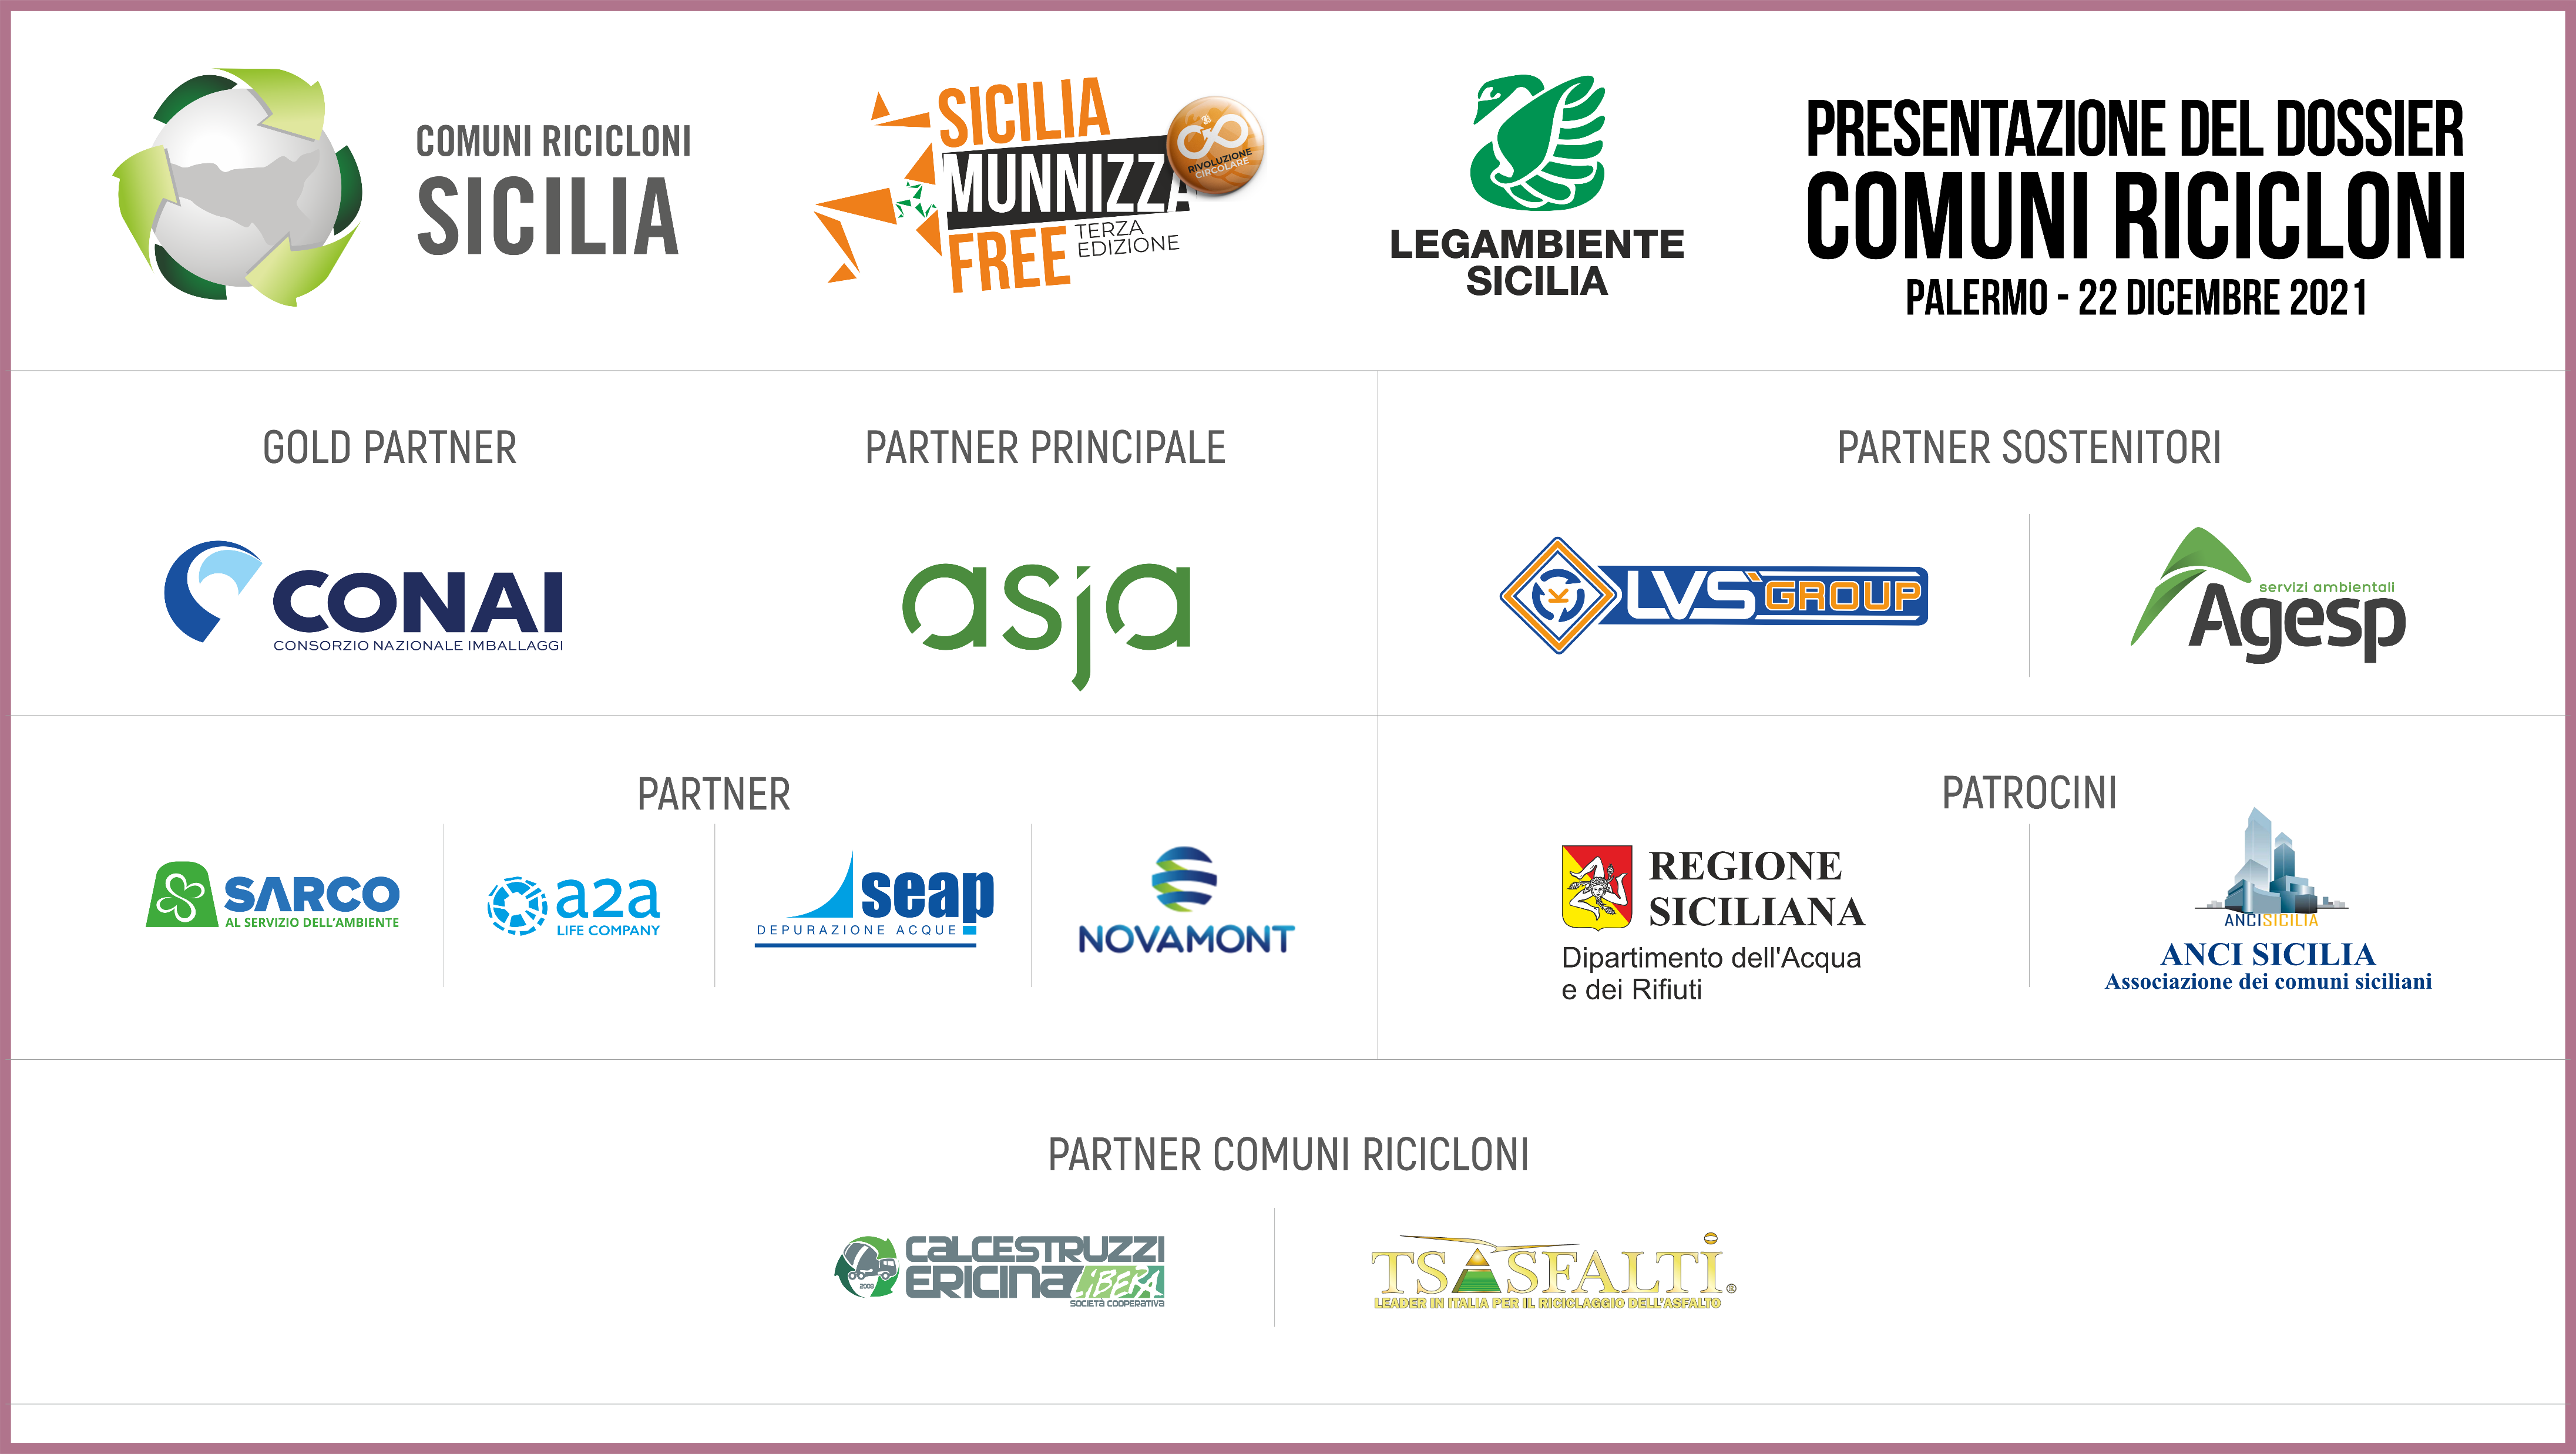 COMUNI RICICLONI
SICILIA
SICILIA
MUNNIZZA
FREE
TERZA
EDIZIONE
RIVOLUZIONE
CIRCOLARE
LEGAMBIENTE
SICILIA
PRESENTAZIONE DEL DOSSIER
COMUNI RICICLONI
PALERMO - 22 DICEMBRE 2021
GOLD PARTNER
CONAI
CONSORZIO NAZIONALE IMBALLAGGI
PARTNER PRINCIPALE
asja
PARTNER SOSTENITORI
K
LVS GROUP
servizi ambientali
Agesp
PARTNER
SARCO
AL SERVIZIO DELL'AMBIENTE
a2a
LIFE COMPANY
seap
DEPURAZIONE ACQUE
NOVAMONT
PATROCINI
REGIONE
SICILIANA
Dipartimento dell'Acqua
e dei Rifiuti
ANCISICILIA
ANCI SICILIA
Associazione dei comuni siciliani
PARTNER COMUNI RICICLONI
2008
CALCESTRUZZI
ERICINA LIBERA
SOCIETÀ COOPERATIVA
TSASFALTI®
LEADER IN ITALIA PER IL RICICLAGGIO DELL'ASFALTO